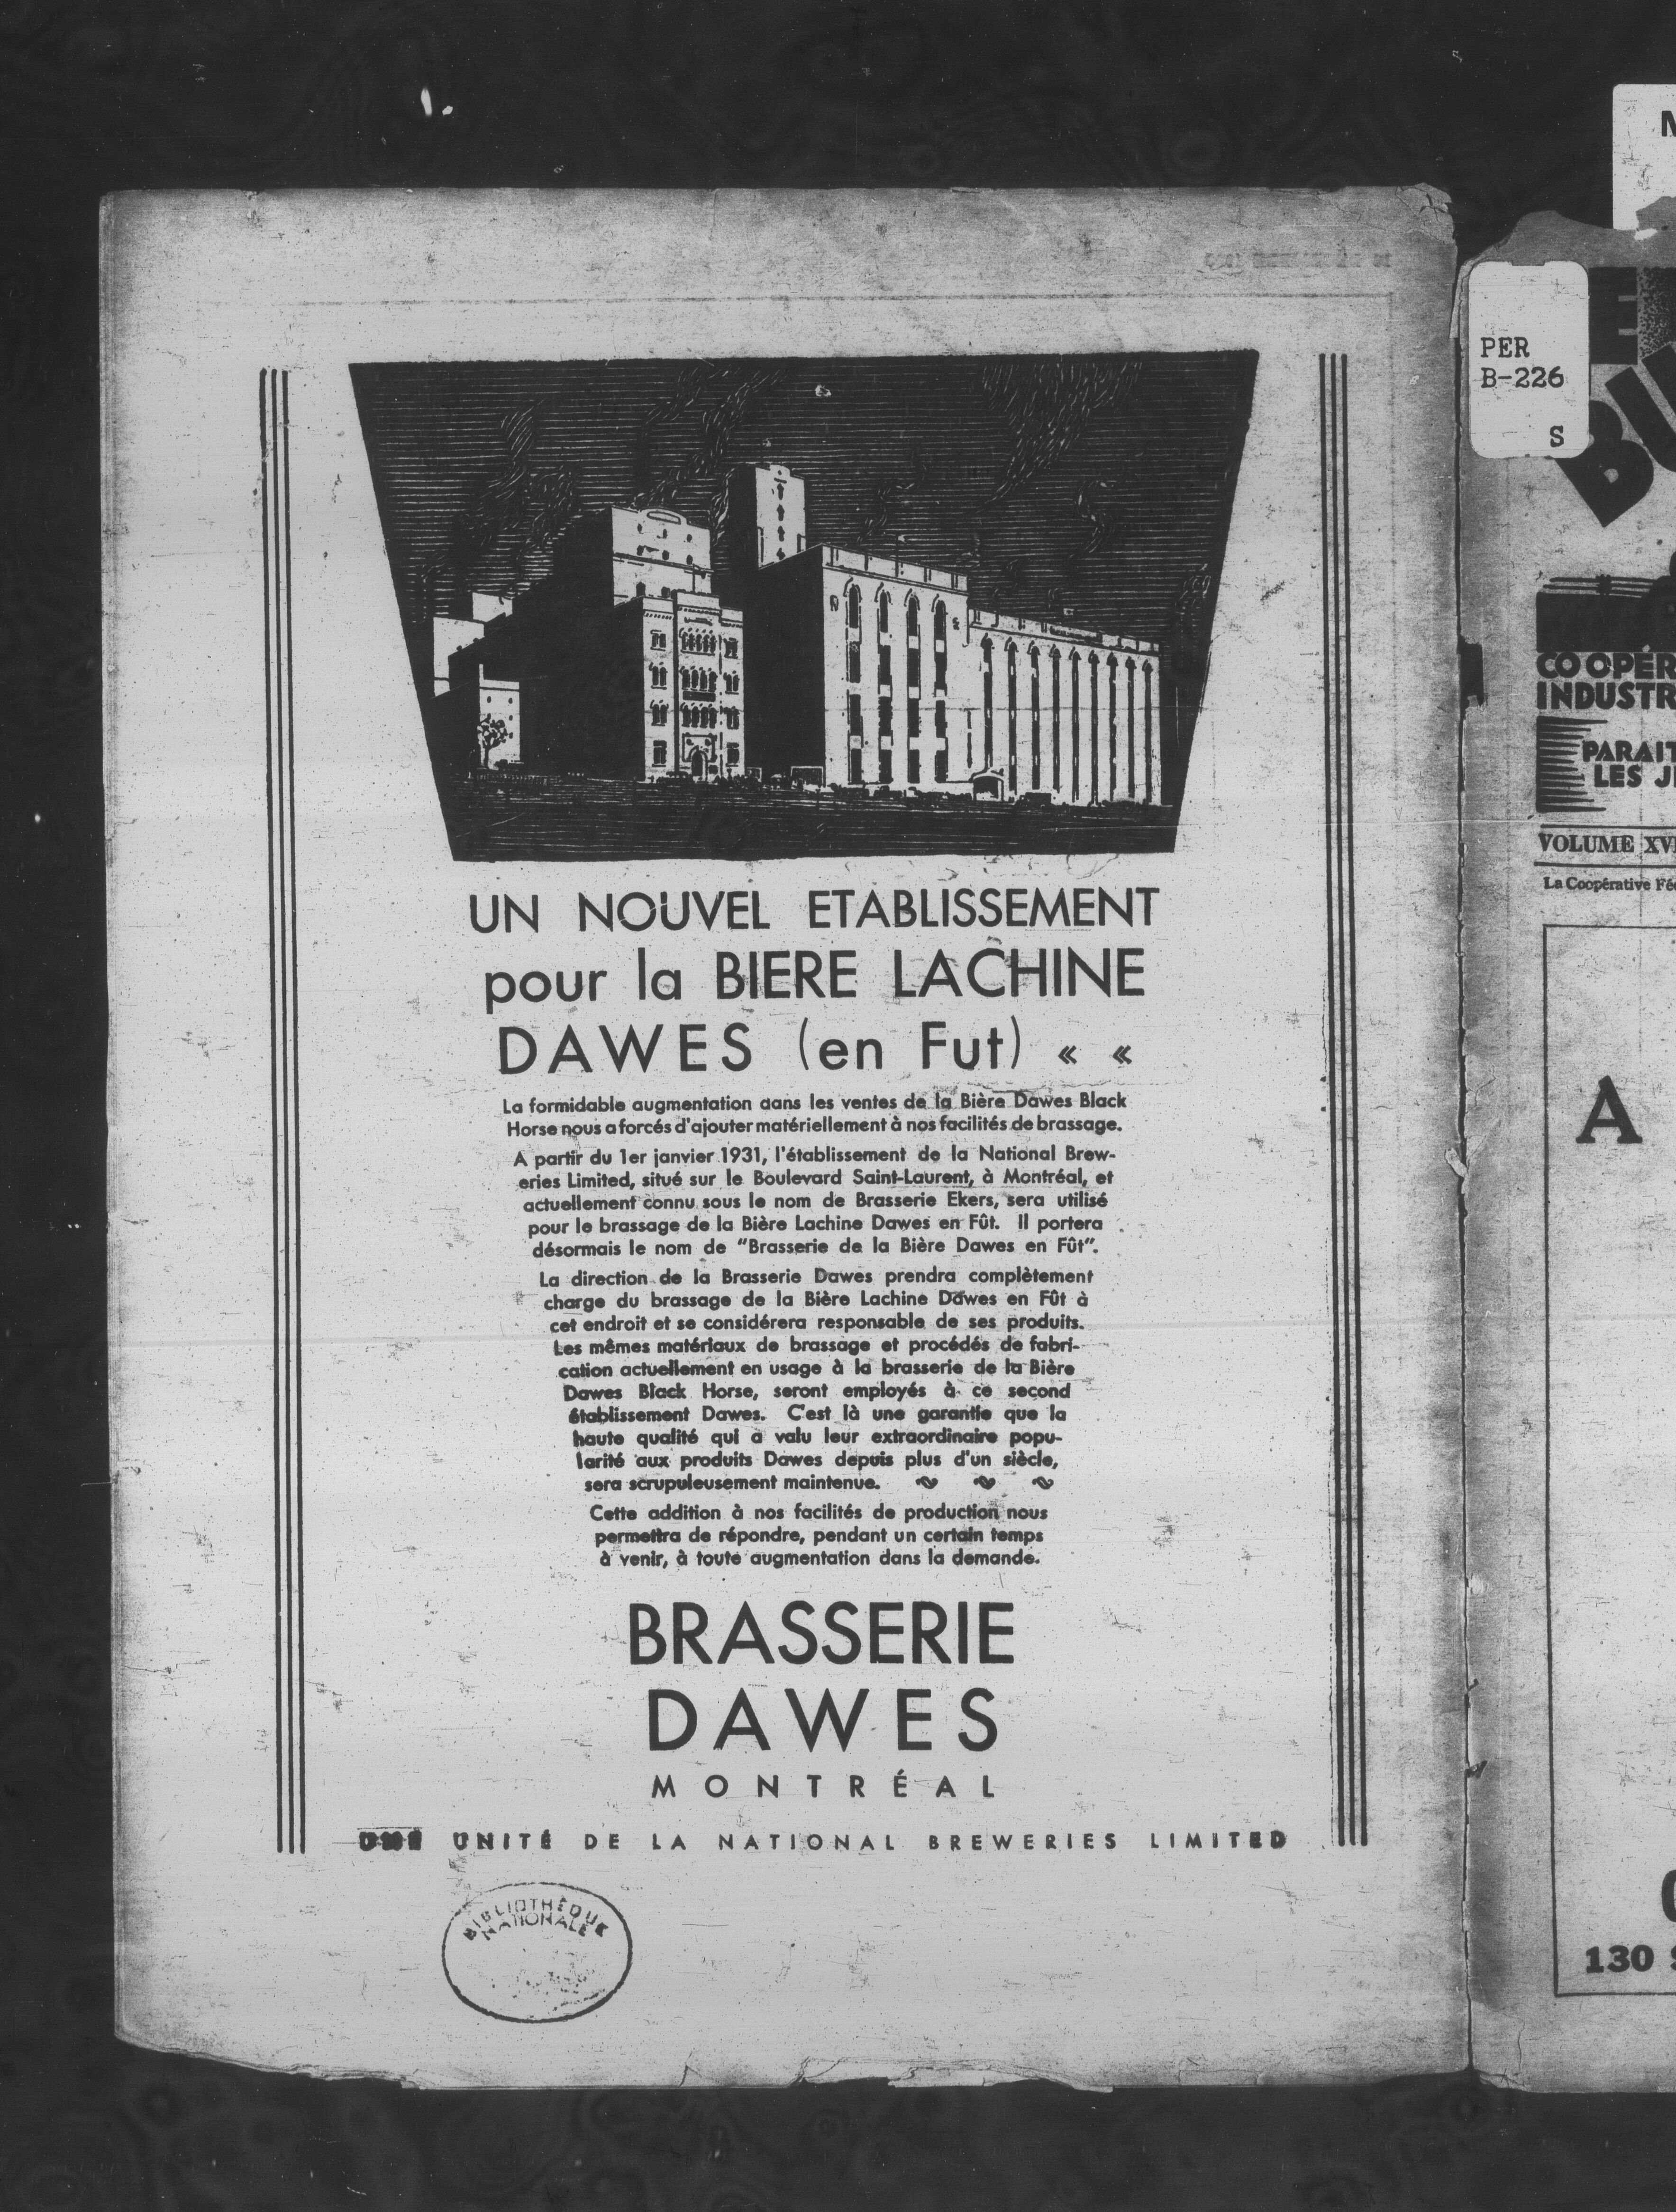 UN NOUVEL ETABLISSEMENT
pour la BIERE LACHINE
DAWES (en Fut) « «
La formidable augmentation dans les ventes de la Bière Dawes Black
Horse nous a forcés d'ajouter matériellement à nos facilités de brassage.
A partir du 1er janvier 1931, l'établissement de la National Brew-
eries Limited, situé sur le Boulevard Saint-Laurent, à Montréal, et
actuellement connu sous le nom de Brasserie Ekers, sera utilisé
pour le brassage de la Bière Lachine Dawes en Fût. Il portera
désormais le nom de "Brasserie de la Bière Dawes en Fût".
La direction de la Brasserie Dawes prendra complètement
charge du brassage de la Bière Lachine Dawes en Fût à
cet endroit et se considérera responsable de ses produits.
Les mêmes matériaux de brassage et procédés de fabri-
cation actuellement en usage à la brasserie de la Bière
Dawes Black Horse, seront employés à ce second
établissement Dawes. C'est là une garantie que la
haute qualité qui a valu leur extraordinaire popu-
larité aux produits Dawes depuis plus d'un siècle,
sera scrupuleusement maintenue.
Cette addition à nos facilités de production nous
permettra de répondre, pendant un certain temps
à venir, à toute augmentation dans la demande.
BRASSERIE
DAWES
MONTRÉAL
UNE UNITÉ DE LA NATIONAL BREWERIES LIMITED
BIBLIOTHÈQUE
NATIONALE
PER
B-226
S
BU
COOPÉR
INDUSTR
PARAIT
LES J
VOLUME XV
La Coopérative Fé
A
130